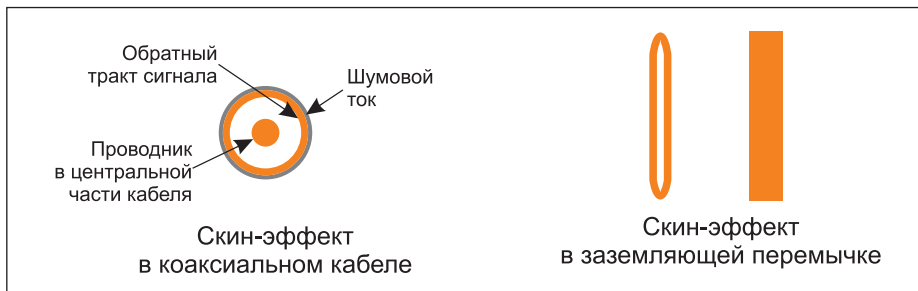 Обратный
тракт сигнала
Шумовой
ток
Проводник
в центральной
части кабеля
Скин-эффект
в коаксиальном кабеле
Скин-эффект
в заземляющей перемычке